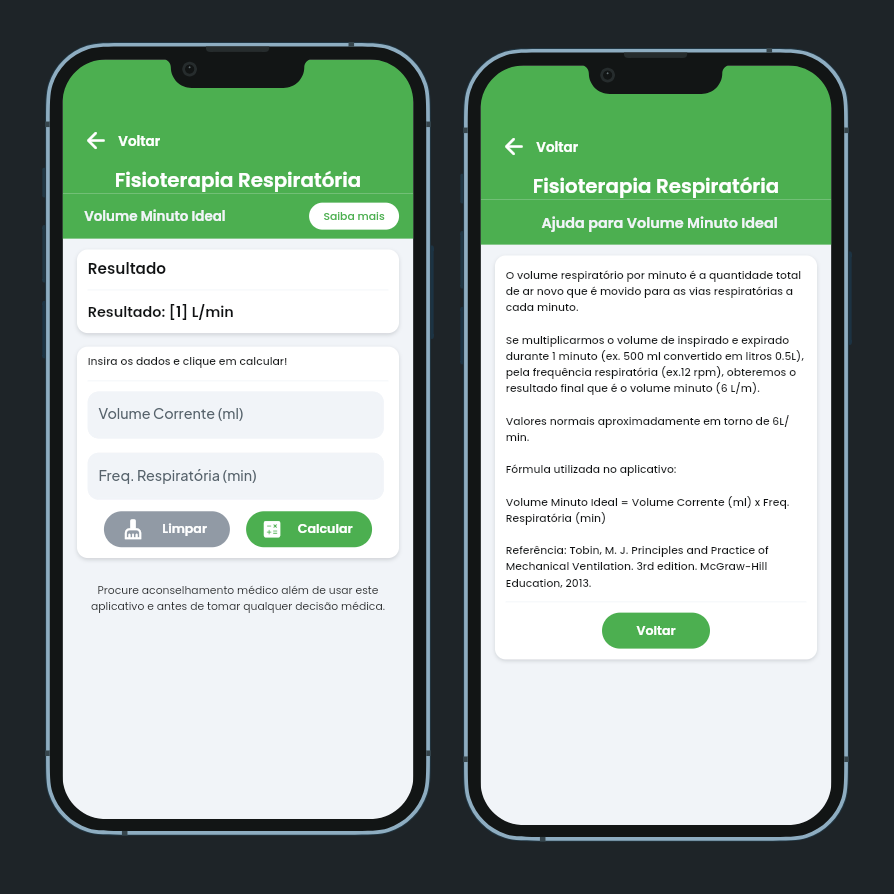 Voltar
Fisioterapia Respiratória
Volume Minuto Ideal
Saiba mais
Resultado
Resultado: [1] L/min
Insira os dados e clique em calcular!
Volume Corrente (ml)
Freq. Respiratória (min)
Limpar
Calcular
Procure aconselhamento médico além de usar este
aplicativo e antes de tomar qualquer decisão médica.
Voltar
Fisioterapia Respiratória
Ajuda para Volume Minuto Ideal
O volume respiratório por minuto é a quantidade total
de ar novo que é movido para as vias respiratórias a
cada minuto.
Se multiplicarmos o volume de inspirado e expirado
durante 1 minuto (ex. 500 ml convertido em litros 0.5L),
pela frequência respiratória (ex.12 rpm), obteremos o
resultado final que é o volume minuto (6 L/m).
Valores normais aproximadamente em torno de 6L/
min.
Fórmula utilizada no aplicativo:
Volume Minuto Ideal = Volume Corrente (ml) x Freq.
Respiratória (min)
Referência: Tobin, M. J. Principles and Practice of
Mechanical Ventilation. 3rd edition. McGraw-Hill
Education, 2013.
Voltar